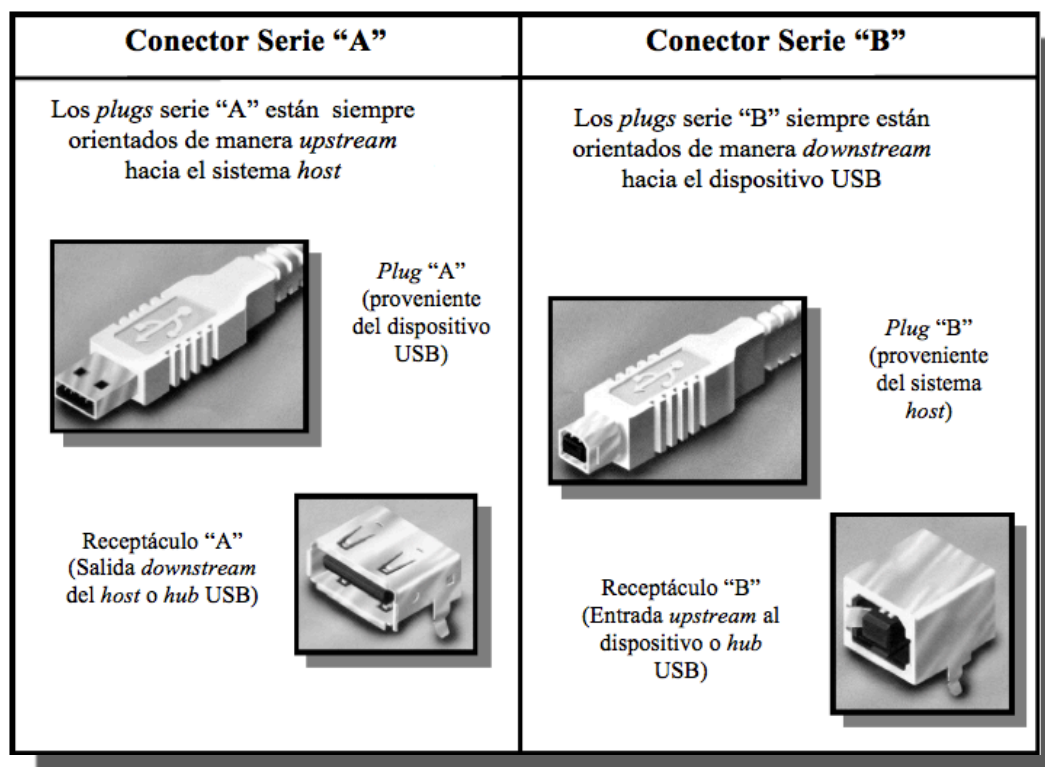 Conector Serie “A”
Los plugs serie “A” están siempre
orientados de manera upstream
hacia el sistema host
Plug “A”
(proveniente
del dispositivo
USB)
Receptáculo “A”
(Salida downstream
del host o hub USB)
Conector Serie “B”
Los plugs serie “B” siempre están
orientados de manera downstream
hacia el dispositivo USB
Plug “B”
(proveniente
del sistema
host)
Receptáculo “B”
(Entrada upstream al
dispositivo o hub
USB)